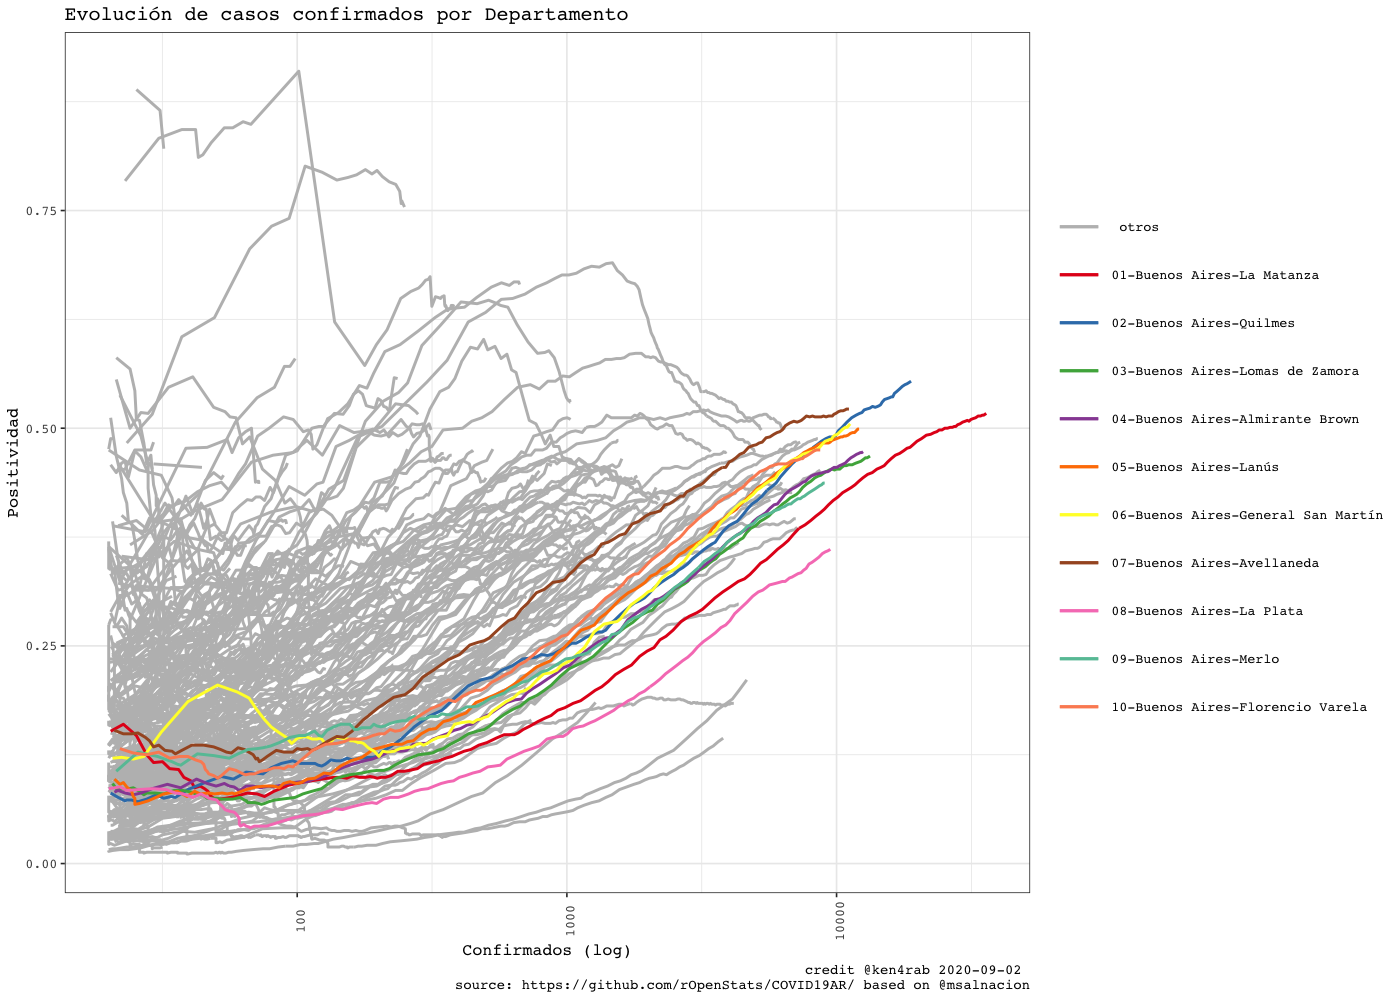 Evolución de casos confirmados por Departamento
Positividad
0.75
0.50
0.25
0.00
100
1000
10000
Confirmados (log)
otros
01-Buenos Aires-La Matanza
02-Buenos Aires-Quilmes
03-Buenos Aires-Lomas de Zamora
04-Buenos Aires-Almirante Brown
05-Buenos Aires-Lanús
06-Buenos Aires-General San Martín
07-Buenos Aires-Avellaneda
08-Buenos Aires-La Plata
09-Buenos Aires-Merlo
10-Buenos Aires-Florencio Varela
credit @ken4rab 2020-09-02
source: https://github.com/rOpenStats/COVID19AR/ based on @msalnacion